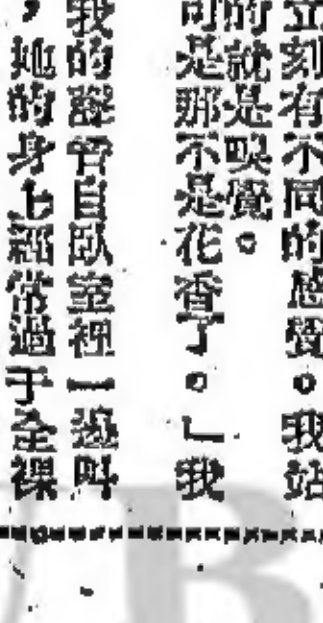 立刻有不同的感覺。我站
的就是嗅覺。
可是那不是花香了。」我
我的聲音自臥室裡一邊叫
，她的身上經常過于全裸